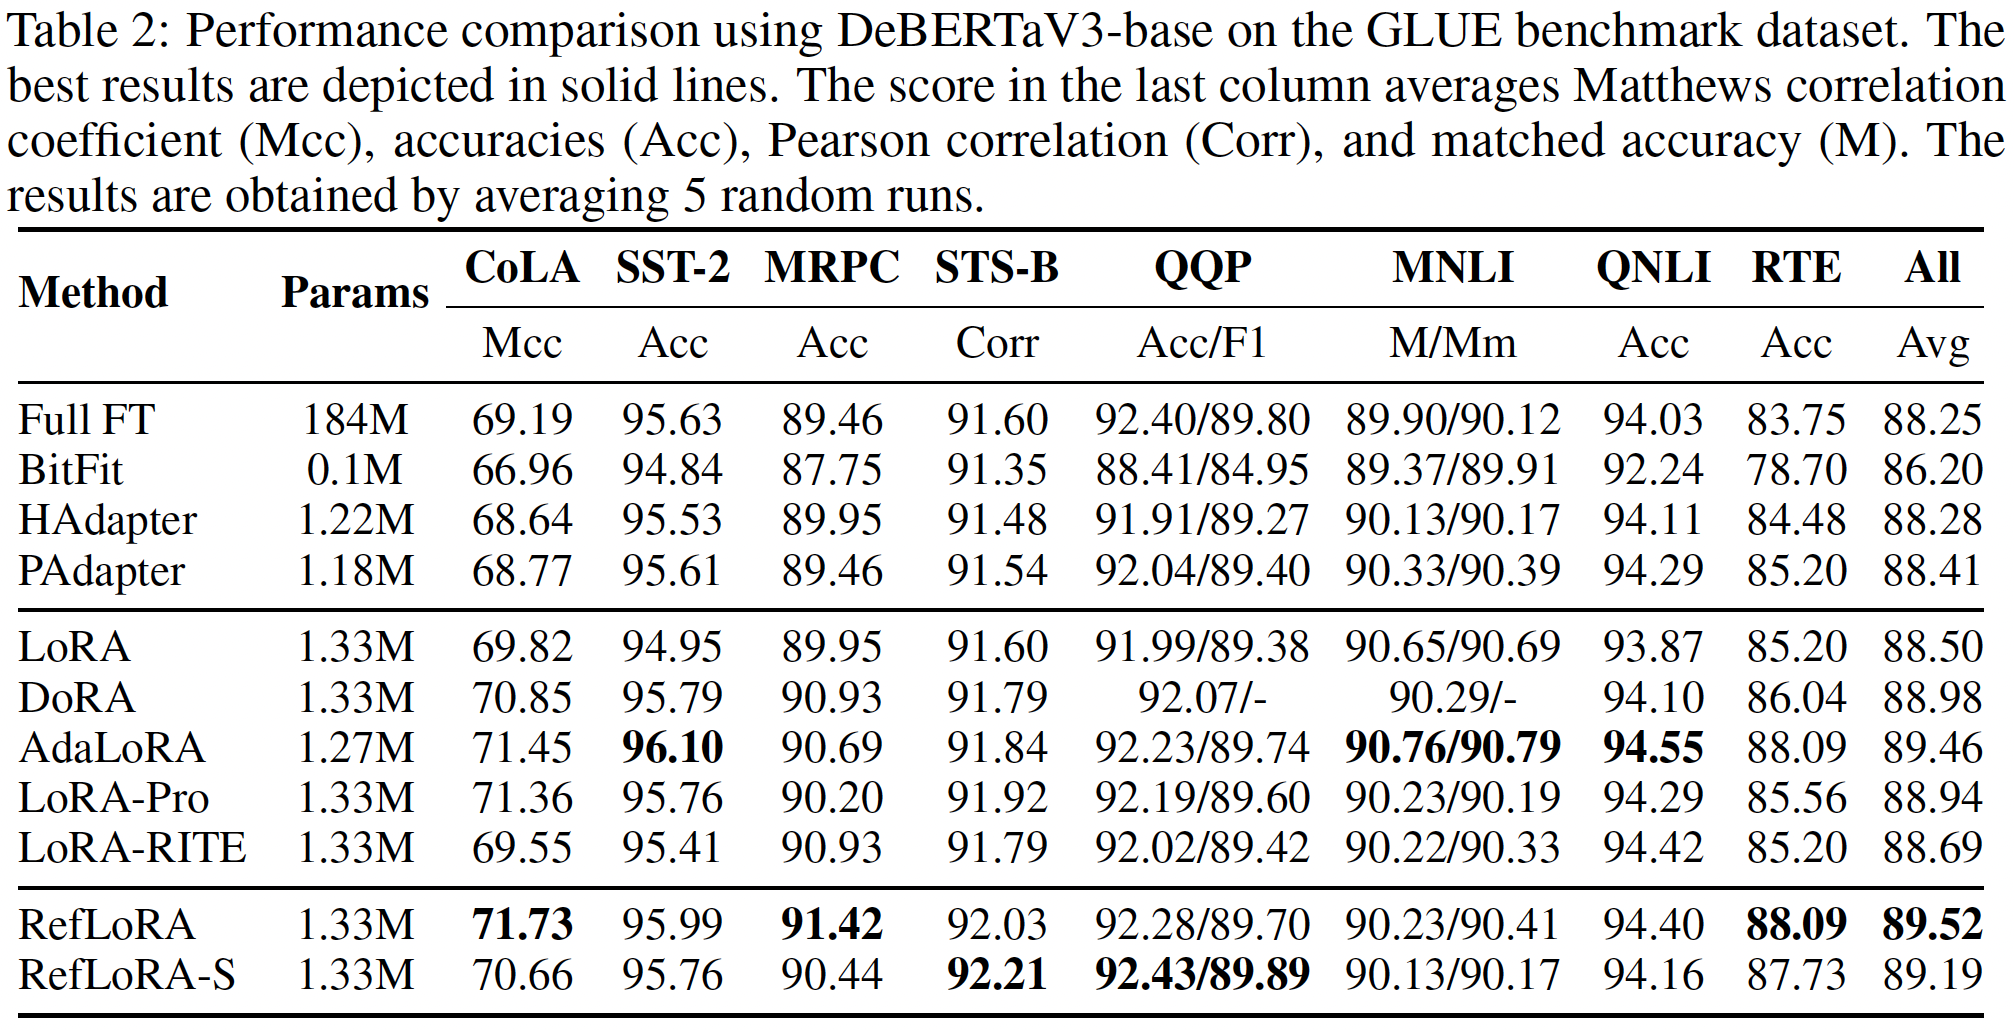 Table 2: Performance comparison using DeBERTaV3-base on the GLUE benchmark dataset. The
best results are depicted in solid lines. The score in the last column averages Matthews correlation
coefficient (Mcc), accuracies (Acc), Pearson correlation (Corr), and matched accuracy (M). The
results are obtained by averaging 5 random runs.
Method Params CoLA SST-2 MRPC STS-B QQP MNLI QNLI RTE All
Mcc Acc Acc Corr Acc/F1 M/Mm Acc Acc Avg
Full FT 184M 69.19 95.63 89.46 91.60 92.40/89.80 89.90/90.12 94.03 83.75 88.25
BitFit 0.1M 66.96 94.84 87.75 91.35 88.41/84.95 89.37/89.91 92.24 78.70 86.20
HAdapter 1.22M 68.64 95.53 89.95 91.48 91.91/89.27 90.13/90.17 94.11 84.48 88.28
PAdapter 1.18M 68.77 95.61 89.46 91.54 92.04/89.40 90.33/90.39 94.29 85.20 88.41
LoRA 1.33M 69.82 94.95 89.95 91.60 91.99/89.38 90.65/90.69 93.87 85.20 88.50
DoRA 1.33M 70.85 95.79 90.93 91.79 92.07/- 90.29/- 94.10 86.04 88.98
AdaLoRA 1.27M 71.45 96.10 90.69 91.84 92.23/89.74 90.76/90.79 94.55 88.09 89.46
LoRA-Pro 1.33M 71.36 95.76 90.20 91.92 92.19/89.60 90.23/90.19 94.29 85.56 88.94
LoRA-RITE 1.33M 69.55 95.41 90.93 91.79 92.02/89.42 90.22/90.33 94.42 85.20 88.69
RefLoRA 1.33M 71.73 95.99 91.42 92.03 92.28/89.70 90.23/90.41 94.40 88.09 89.52
RefLoRA-S 1.33M 70.66 95.76 90.44 92.21 92.43/89.89 90.13/90.17 94.16 87.73 89.19